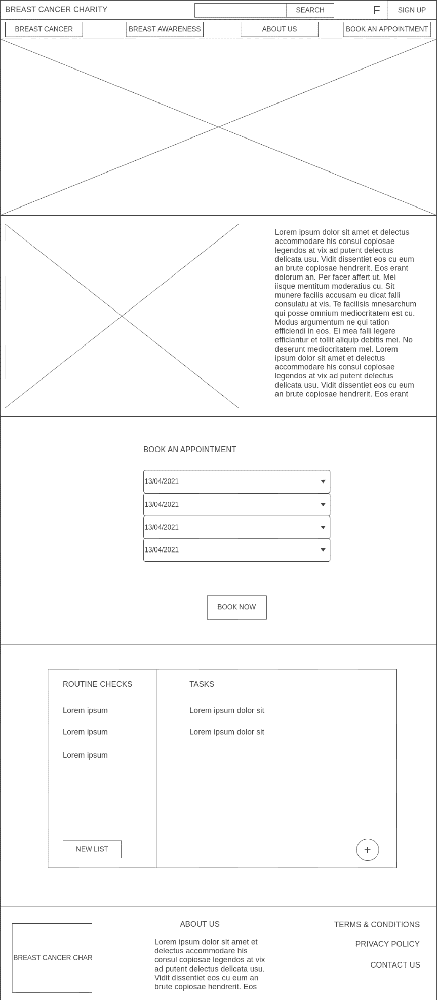 BREAST CANCER CHARITY
SEARCH
F
SIGN UP
BREAST CANCER
BREAST AWARENESS
ABOUT US
BOOK AN APPOINTMENT
Lorem ipsum dolor sit amet et delectus
accommodare his consul copiosae
legendos at vix ad putent delectus
delicata usu. Vidit dissentiet eos cu eum
an brute copiosae hendrerit. Eos erant
dolorum an. Per facer affert ut. Mei
iisque mentitum moderatius cu. Sit
munere facilis accusam eu dicat falli
consulatu at vis. Te facilisis mnesarchum
qui posse omnium mediocritatem est cu.
Modus argumentum ne qui tation
efficiendi in eos. Ei mea falli legere
efficiantur et tollit aliquip debitis mei. No
deserunt mediocritatem mel. Lorem
ipsum dolor sit amet et delectus
accommodare his consul copiosae
legendos at vix ad putent delectus
delicata usu. Vidit dissentiet eos cu eum
an brute copiosae hendrerit. Eos erant
BOOK AN APPOINTMENT
13/04/2021
13/04/2021
13/04/2021
13/04/2021
BOOK NOW
ROUTINE CHECKS
Lorem ipsum
Lorem ipsum
Lorem ipsum
NEW LIST
TASKS
Lorem ipsum dolor sit
Lorem ipsum dolor sit
+
BREAST CANCER CHAR
ABOUT US
Lorem ipsum dolor sit amet et
delectus accommodare his
consul copiosae legendos at vix
ad putent delectus delicata usu.
Vidit dissentiet eos cu eum an
brute copiosae hendrerit. Eos
TERMS & CONDITIONS
PRIVACY POLICY
CONTACT US